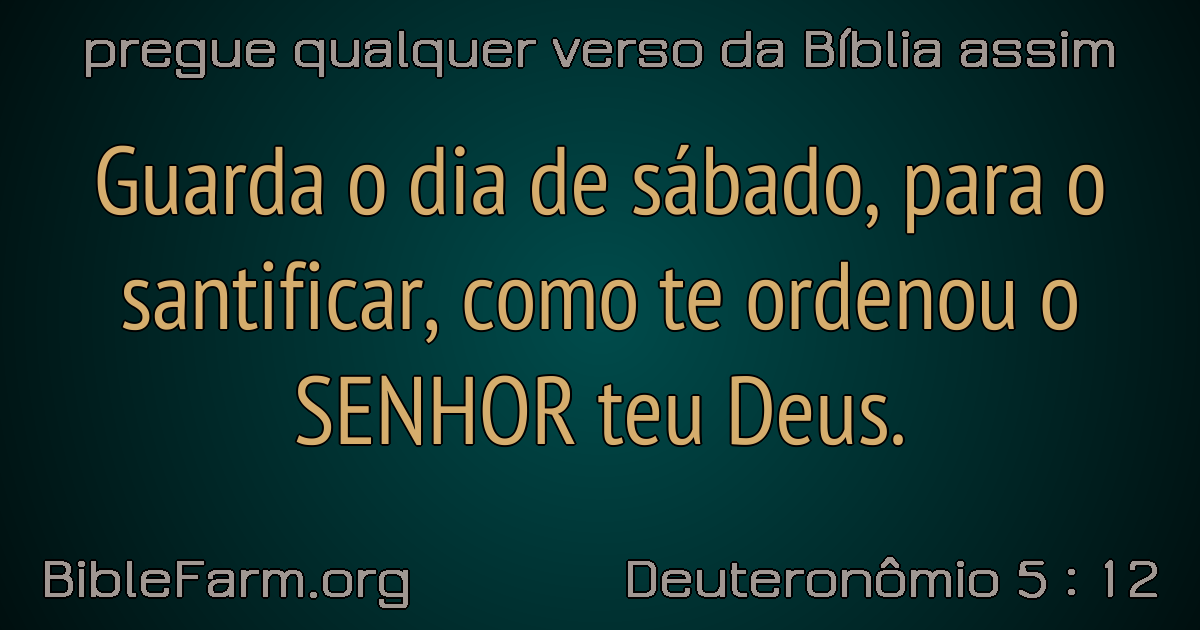 pregue qualquer verso da Bíblia assim
Guarda o dia de sábado, para o
santificar, como te ordenou o
SENHOR teu Deus.
BibleFarm.org
Deuteronômio 5 : 12